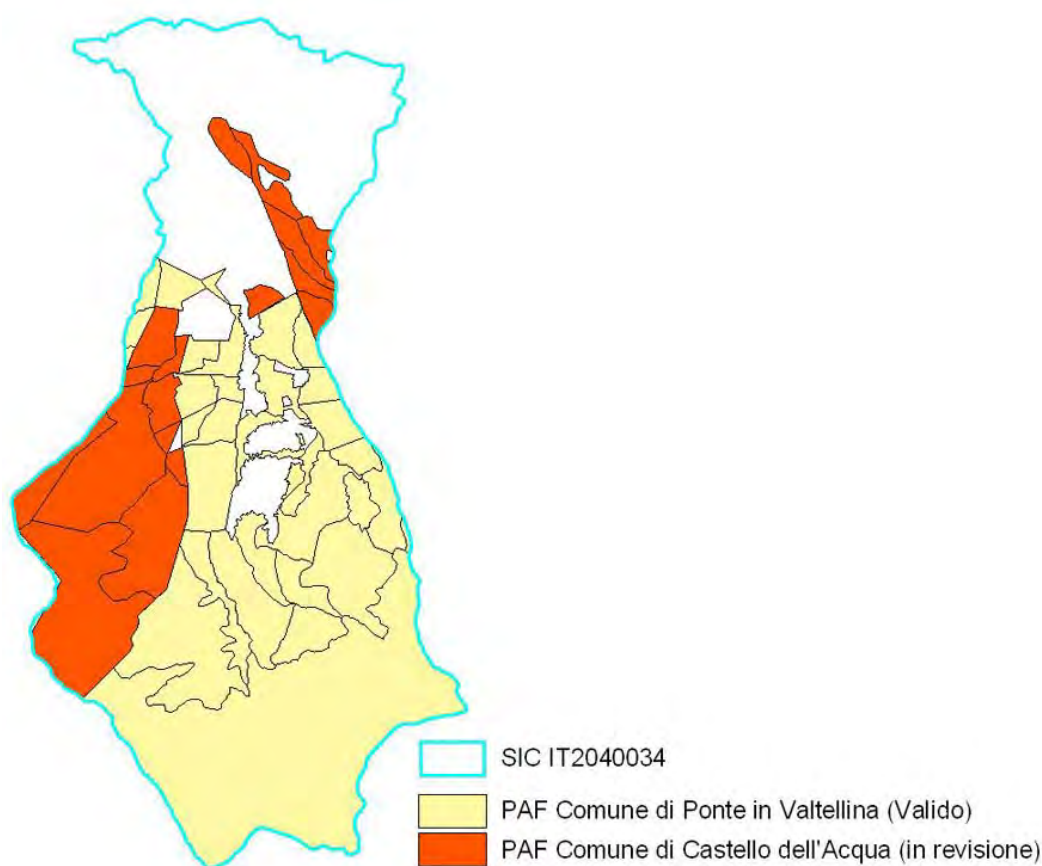 SIC IT2040034
PAF Comune di Ponte in Valtellina (Valido)
PAF Comune di Castello dell'Acqua (in revisione)